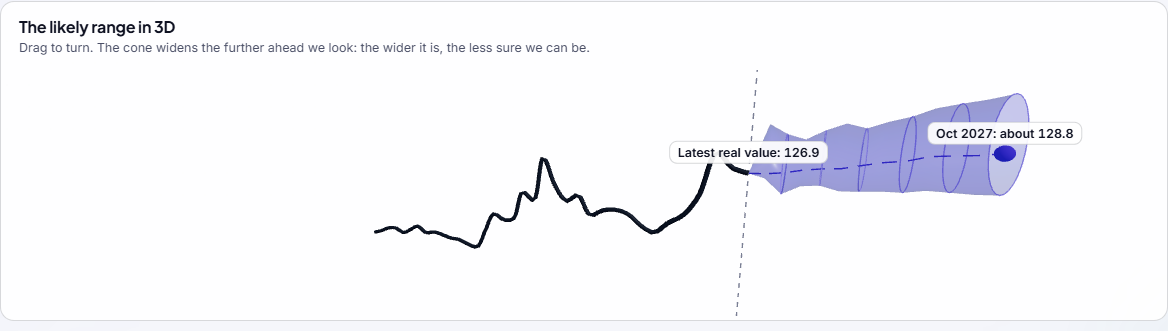 The likely range in 3D
Drag to turn. The cone widens the further ahead we look: the wider it is, the less sure we can be.
Oct 2027: about 128.8
Latest real value: 126.9